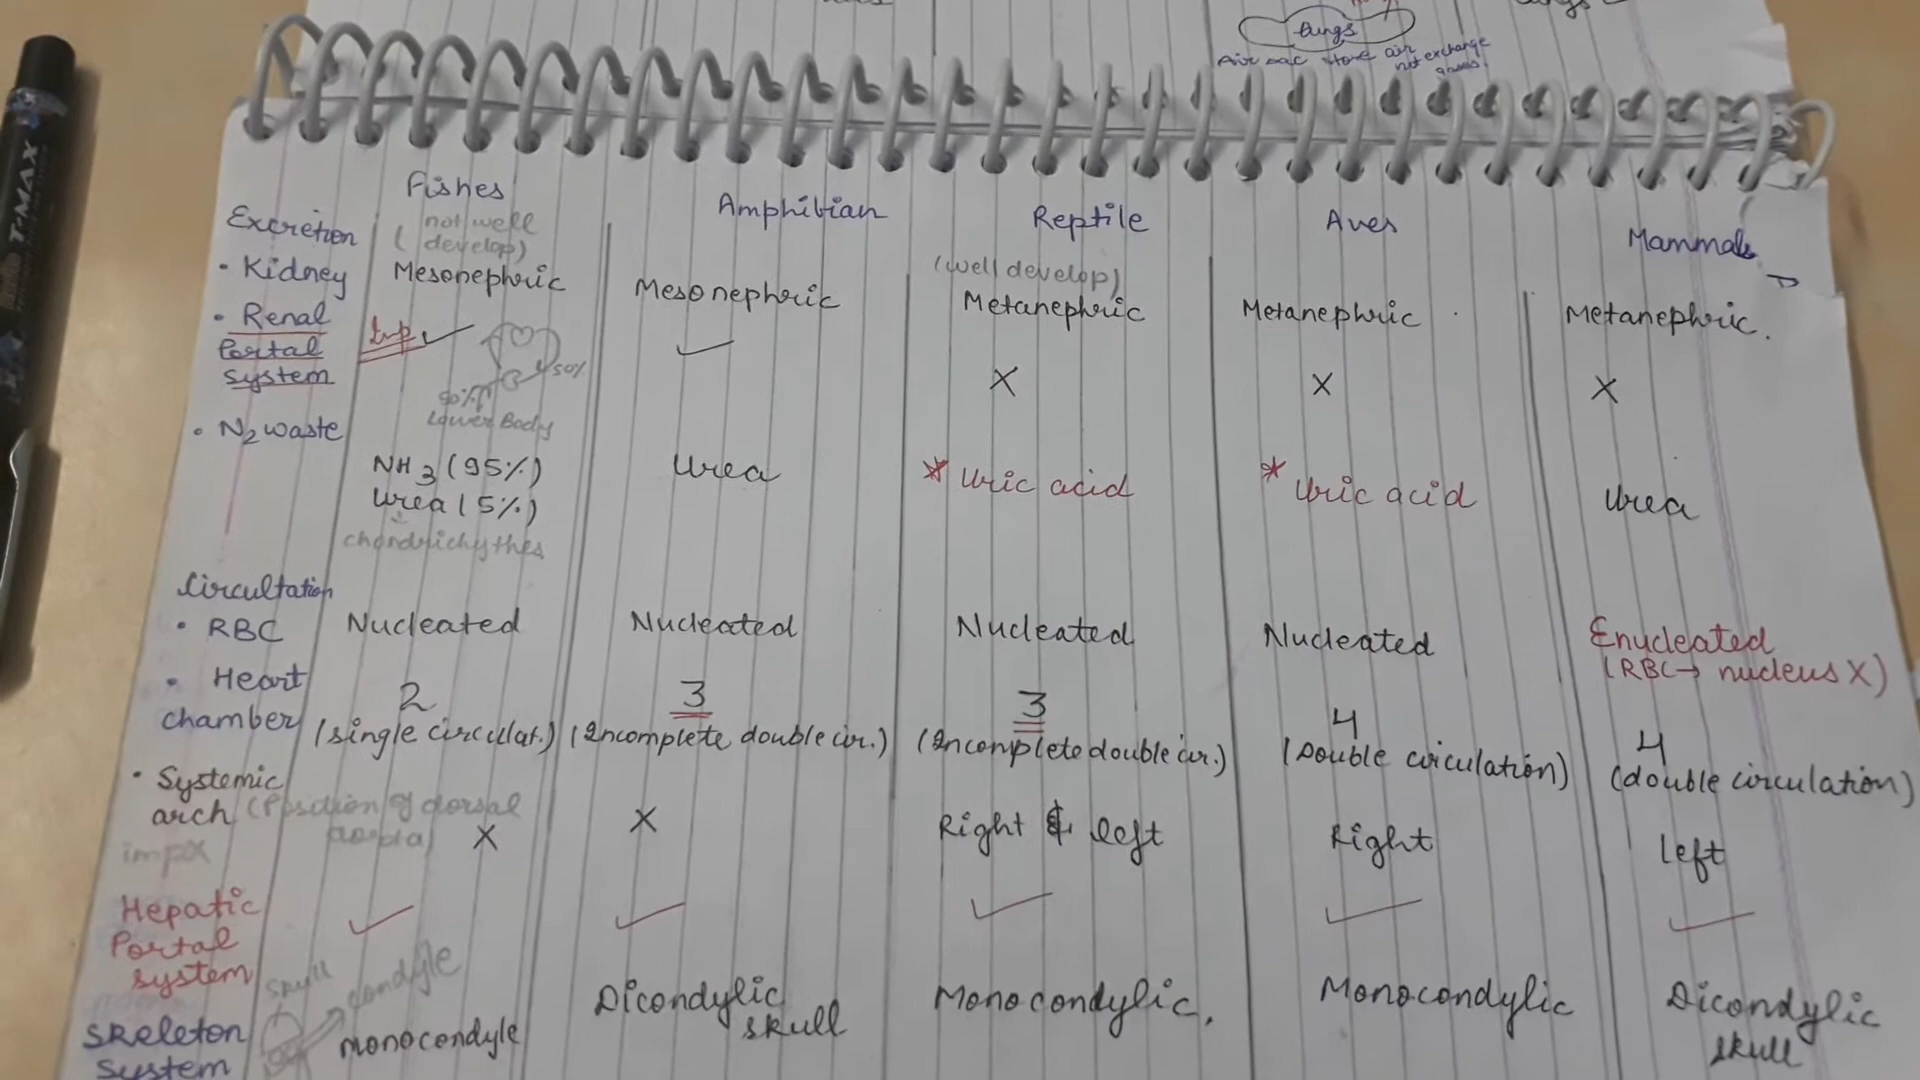 Lungs
Air sac store air not exchange gases.
T-MAX
Fishes
Amphibian
Reptile
Aves
Mammals
Excretion
(not well develop)
(well develop)
• Kidney
Mesonephric
Mesonephric
Metanephric
Metanephric
Metanephric.
• Renal Portal system
Imp ✓
✓
X
X
X
50%
50%
Lower Body
• N2 waste
NH3 (95%)
Urea (5%)
chondrichythes
Urea
* Uric acid
* Uric acid
Urea
Circultation
• RBC
Nucleated
Nucleated
Nucleated
Nucleated
Enucleated
(RBC→ nucleus X)
• Heart chamber
2
(single circulat.)
3
(Incomplete double cir.)
3
(Incomplete double cir.)
4
(Double circulation)
4
(double circulation)
• Systemic arch
(Position of dorsal aorta)
X
X
Right & left
Right
left
impx
Hepatic Portal system
✓
✓
✓
✓
✓
Skeleton System
skull
condyle
monocondyle
Dicondylic skull
Monocondylic.
Monocondylic
Dicondylic skull